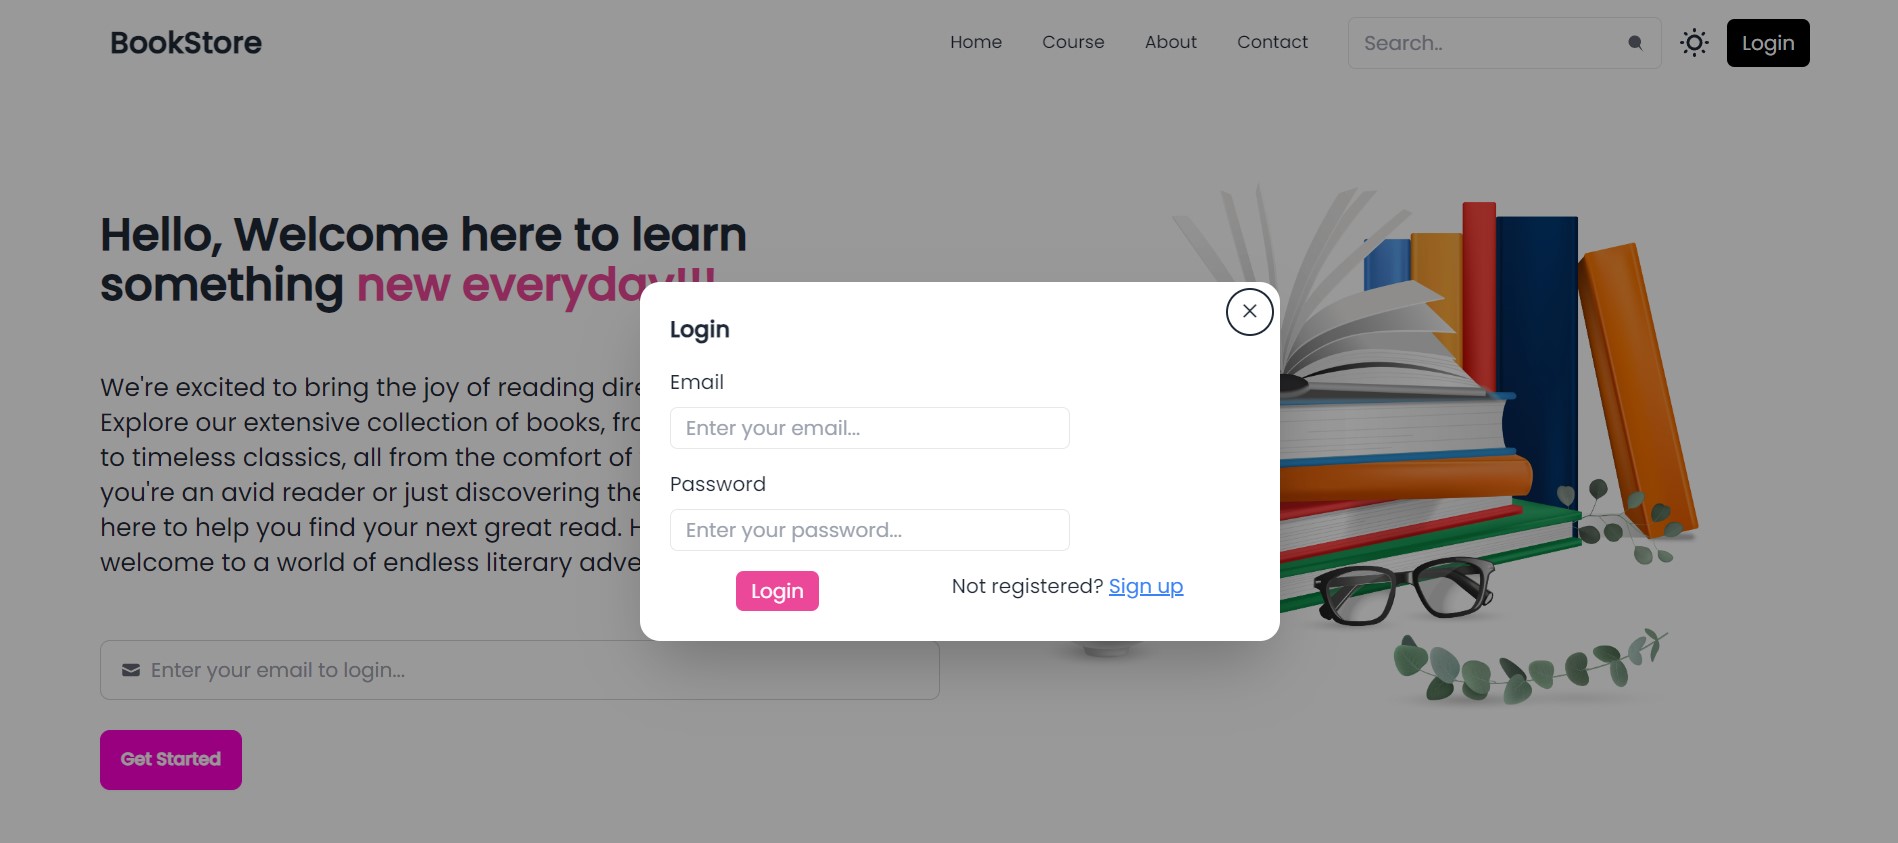 BookStore
Home
Course
About
Contact
Search..
Login
Hello, Welcome here to learn
something new everyday!!!
We're excited to bring the joy of reading
Explore our extensive collection of books,
to timeless classics, all from the comfort of
you're an avid reader or just discovering
here to help you find your next great read.
welcome to a world of endless literary
Enter your email to login...
Get Started
Login
Email
Enter your email...
Password
Enter your password...
Login
Not registered? Sign up